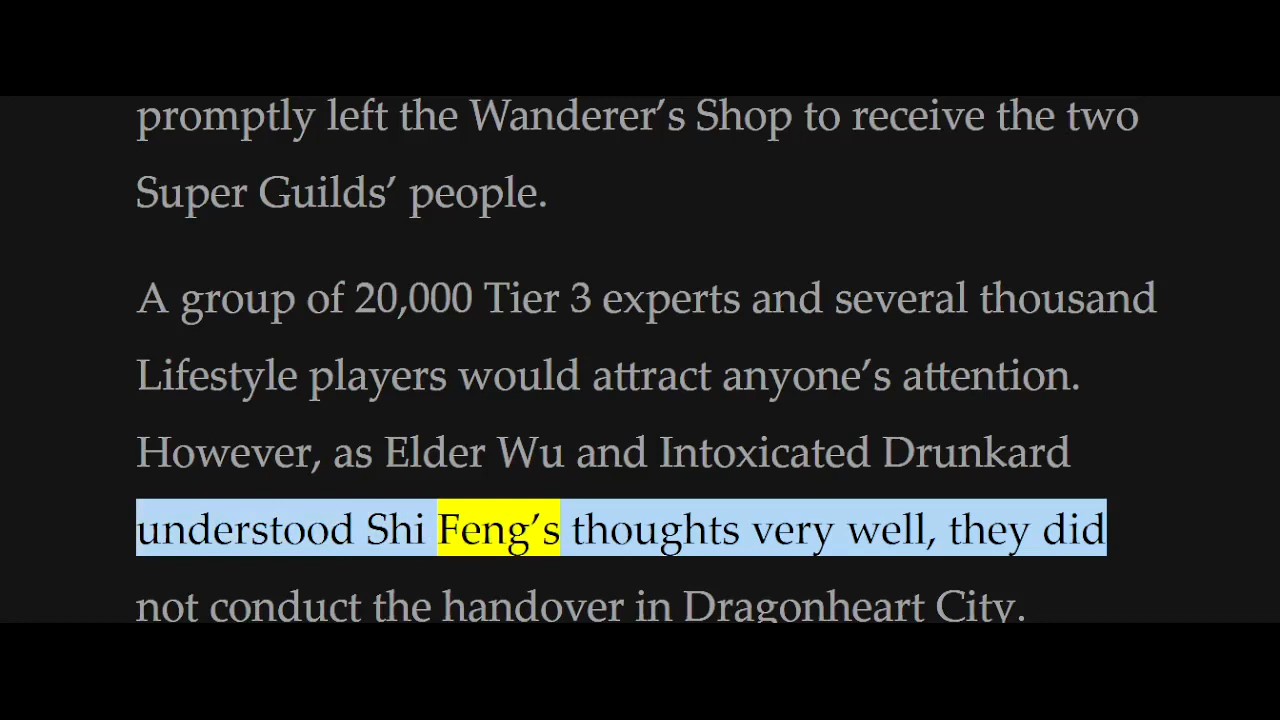 promptly left the Wanderer’s Shop to receive the two
Super Guilds’ people.
A group of 20,000 Tier 3 experts and several thousand
Lifestyle players would attract anyone’s attention.
However, as Elder Wu and Intoxicated Drunkard
understood Shi Feng’s thoughts very well, they did
not conduct the handover in Dragonheart City.